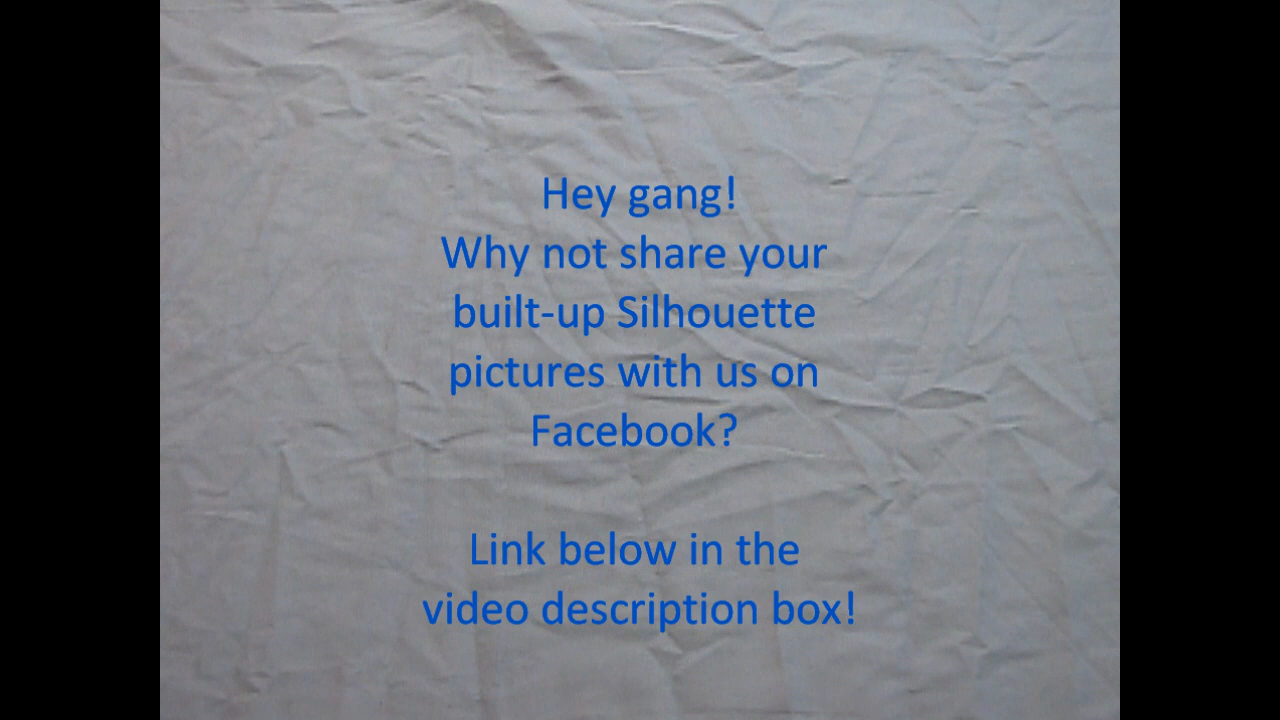 Hey gang!
Why not share your
built-up Silhouette
pictures with us on
Facebook?
Link below in the
video description box!